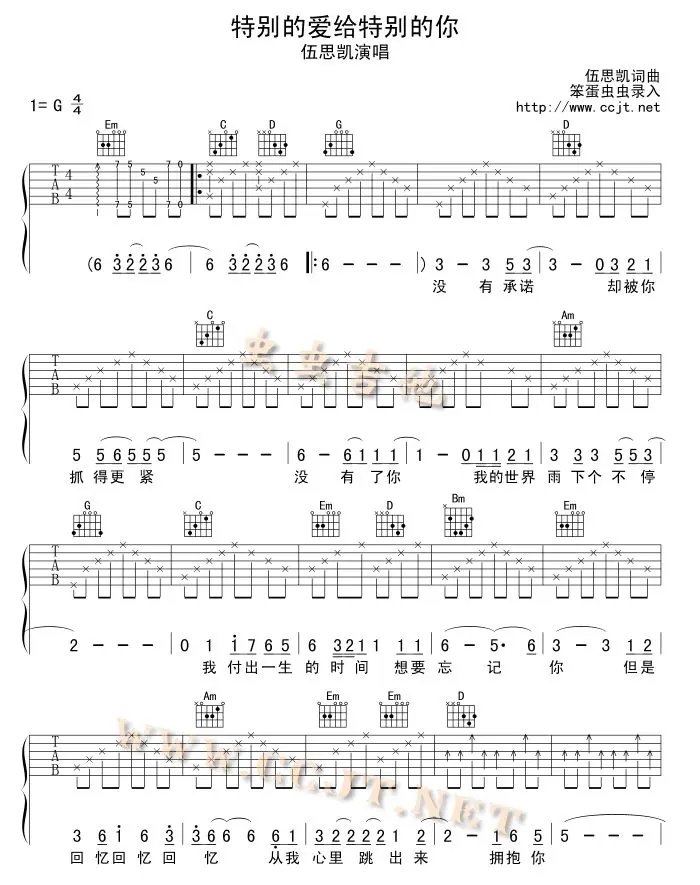 特别的爱给特别的你
伍思凯演唱
伍思凯词曲
笨蛋虫虫录入
http://www.ccjt.net
1= G 4/4
Em C D G D
T A B 4/4 7 5 5 5 7 0 7 5 5 7 0
(6 3 2 2 3 6 | 6 3 2 2 3 6 |: 6 - - - |) 3 - 3 5 3 | 3 - 0 3 2 1
没 有 承诺 却被你
C Am
虫虫吉他
T A B
5 5 6 5 5 5 | 5 - - - | 6 - 6 1 1 1 | 1 - 0 1 1 2 1 | 3 3 3 5 5 5
抓 得更 紧 没 有 了你 我的世界 雨 下个 不 停
G C Em D Bm Em
T A B
2 - - - | 0 1 1 7 6 5 | 6 3 2 1 1 1 1 | 6 - 5 · 6 | 3 - 3 1 2
我 付出一生 的 时间 想要 忘 记 你 但是
Am Em Em D
WWW.CCJT.NET
T A B
3 6 1 6 3 | 3 · 6 6 1 | 1 3 3 3 3 2 | 2 - 1 6 5 | 5
回 忆回 忆回 忆 从我 心里 跳 出来 拥抱你